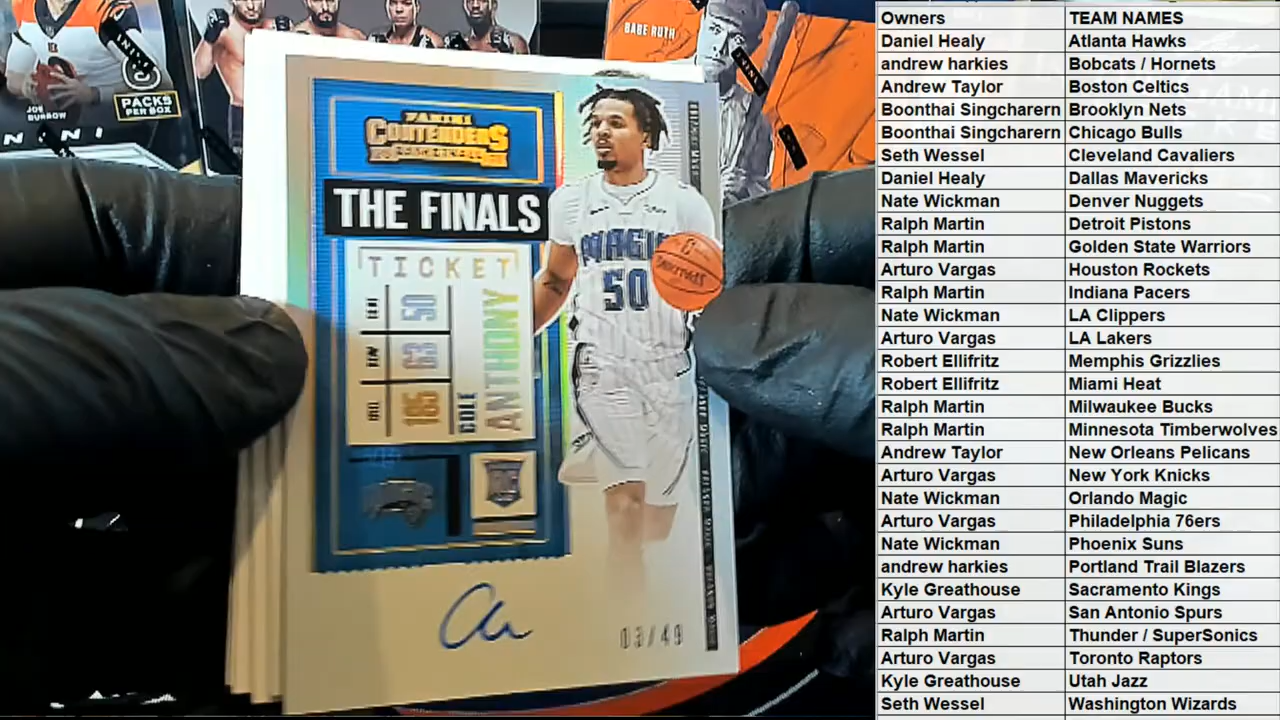 JOE
BURROW
PACKS
PER BOX
PANINI
BABE RUTH
PANINI
CONTENDERS
THE FINALS
TICKET
50
63
185
COLE
ANTHONY
MAGIC
50
RC
03/49
Owners TEAM NAMES
Daniel Healy Atlanta Hawks
andrew harkies Bobcats / Hornets
Andrew Taylor Boston Celtics
Boonthai Singcharern Brooklyn Nets
Boonthai Singcharern Chicago Bulls
Seth Wessel Cleveland Cavaliers
Daniel Healy Dallas Mavericks
Nate Wickman Denver Nuggets
Ralph Martin Detroit Pistons
Ralph Martin Golden State Warriors
Arturo Vargas Houston Rockets
Ralph Martin Indiana Pacers
Nate Wickman LA Clippers
Arturo Vargas LA Lakers
Robert Ellifritz Memphis Grizzlies
Robert Ellifritz Miami Heat
Ralph Martin Milwaukee Bucks
Ralph Martin Minnesota Timberwolves
Andrew Taylor New Orleans Pelicans
Arturo Vargas New York Knicks
Nate Wickman Orlando Magic
Arturo Vargas Philadelphia 76ers
Nate Wickman Phoenix Suns
andrew harkies Portland Trail Blazers
Kyle Greathouse Sacramento Kings
Arturo Vargas San Antonio Spurs
Ralph Martin Thunder / SuperSonics
Arturo Vargas Toronto Raptors
Kyle Greathouse Utah Jazz
Seth Wessel Washington Wizards